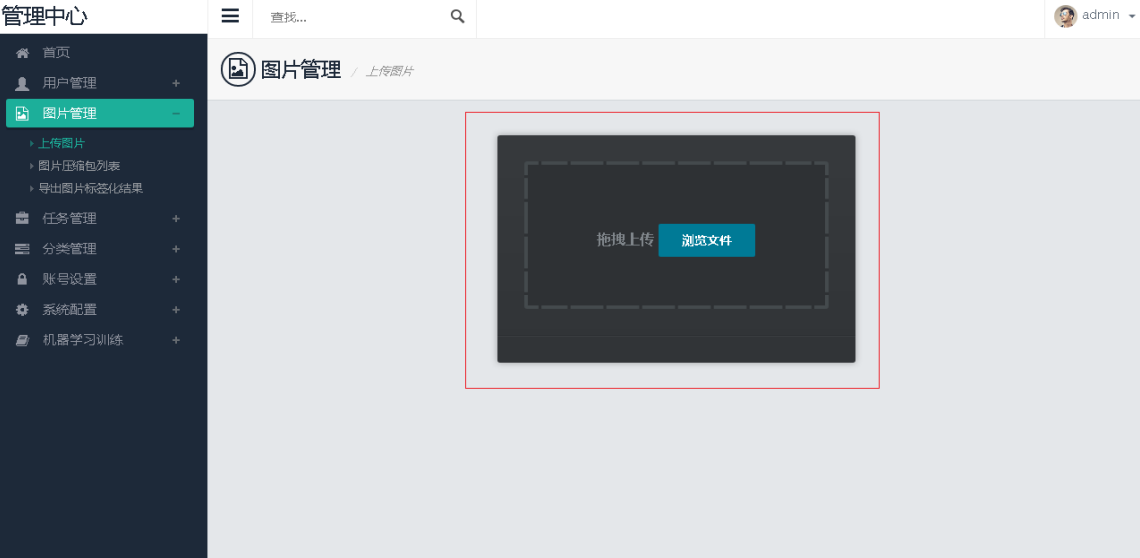 管理中心
查找...
admin
首页
用户管理
图片管理
上传图片
图片压缩包列表
导出图片标签化结果
任务管理
分类管理
账号设置
系统配置
机器学习训练
图片管理 / 上传图片
拖拽上传 浏览文件